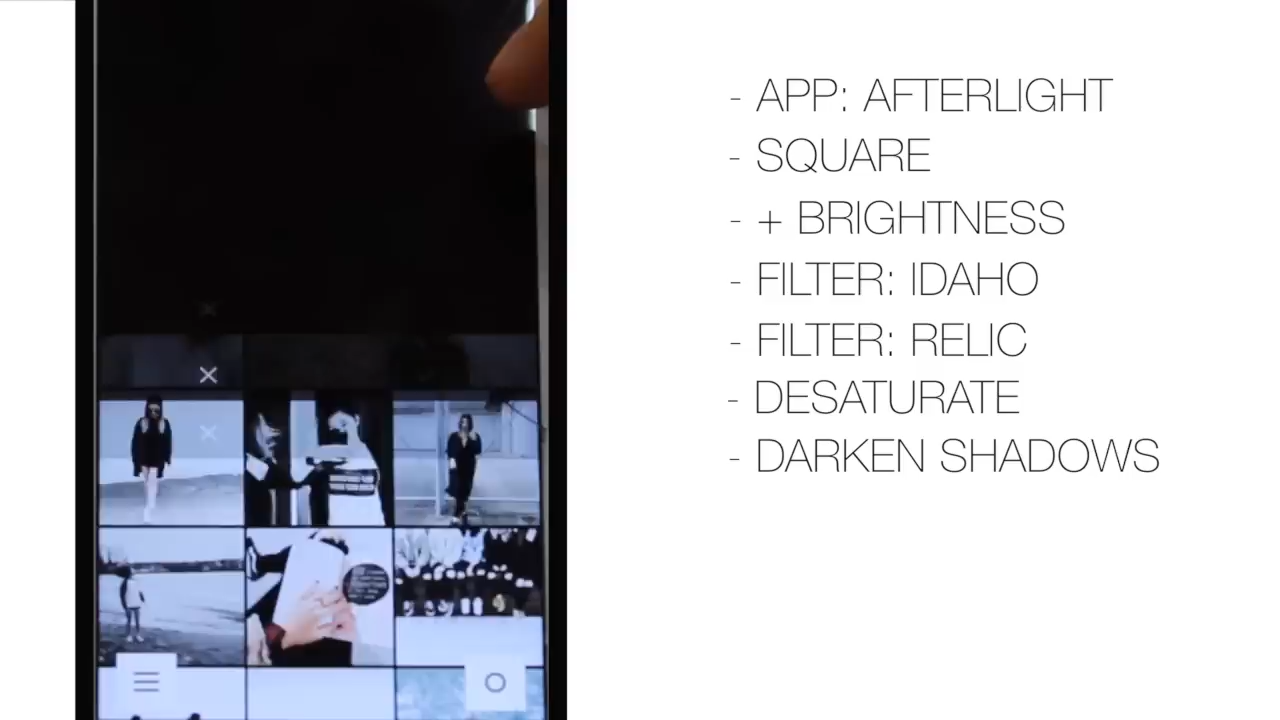 - APP: AFTERLIGHT
- SQUARE
- + BRIGHTNESS
- FILTER: IDAHO
- FILTER: RELIC
- DESATURATE
- DARKEN SHADOWS